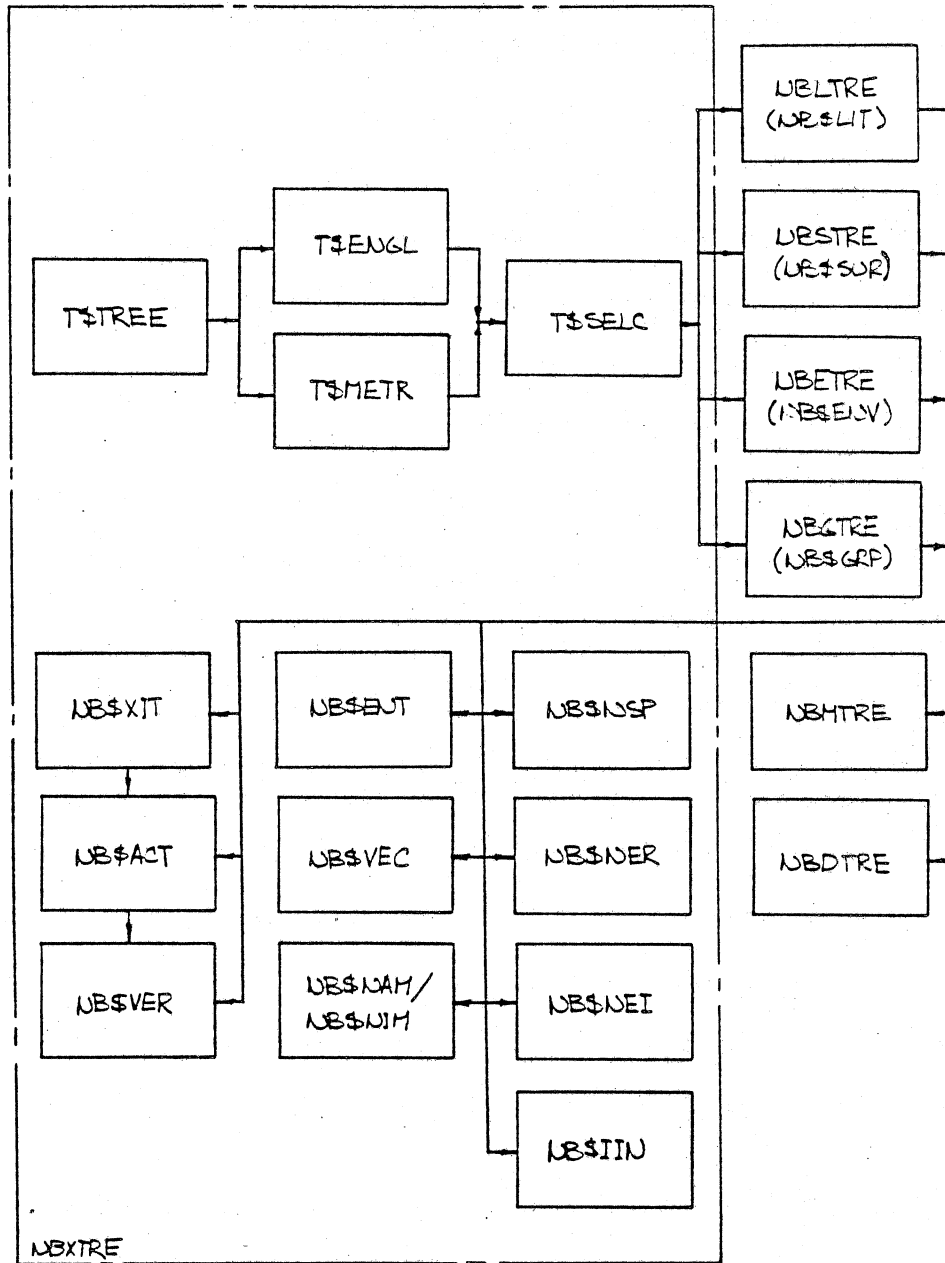 NBLTRE
(NB$LIT)
T$ENGL
NBSTRE
(NB$SUR)
T$TREE
T$SELC
T$METR
NBETRE
(NB$ENV)
NBGTRE
(NB$GRP)
NB$XIT
NB$ENT
NB$NSP
NBMTRE
NB$ACT
NB$VEC
NB$NER
NBDTRE
NB$VER
NB$NAM/
NB$NIM
NB$NEI
NB$IIN
NBXTRE